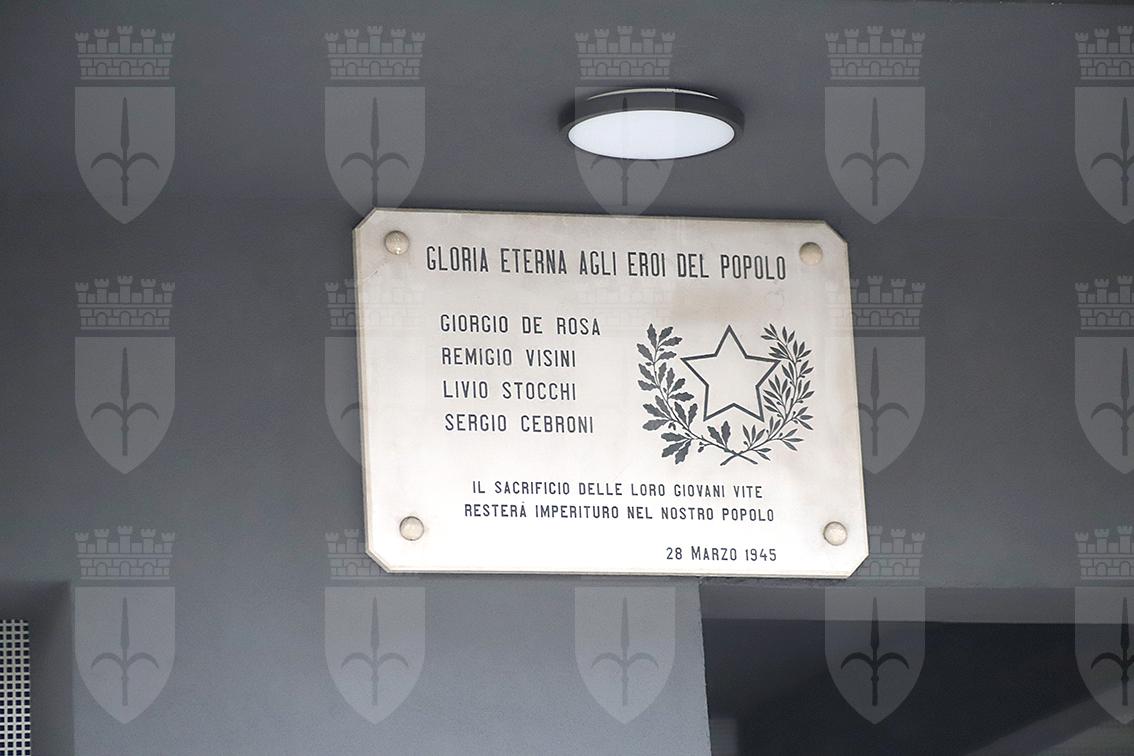 GLORIA ETERNA AGLI EROI DEL POPOLO
GIORGIO DE ROSA
REMIGIO VISINI
LIVIO STOCCHI
SERGIO CEBRONI
IL SACRIFICIO DELLE LORO GIOVANI VITE
RESTERÀ IMPERITURO NEL NOSTRO POPOLO
28 MARZO 1945